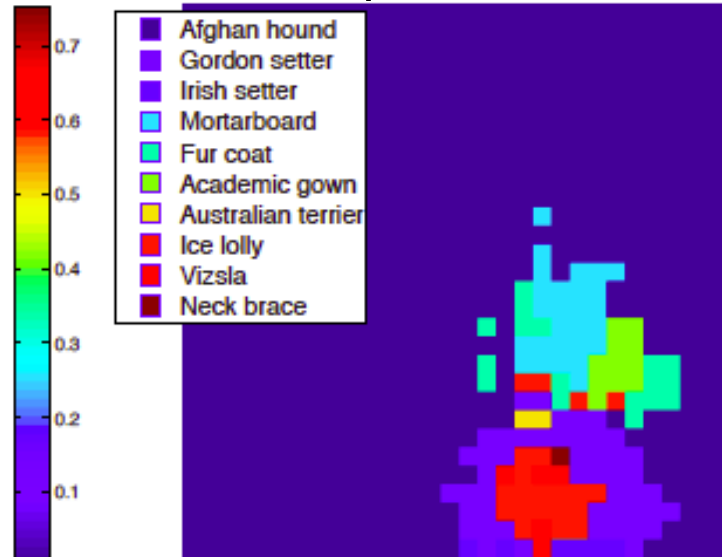 0.7
0.6
0.5
0.4
0.3
0.2
0.1
Afghan hound
Gordon setter
Irish setter
Mortarboard
Fur coat
Academic gown
Australian terrier
Ice lolly
Vizsla
Neck brace